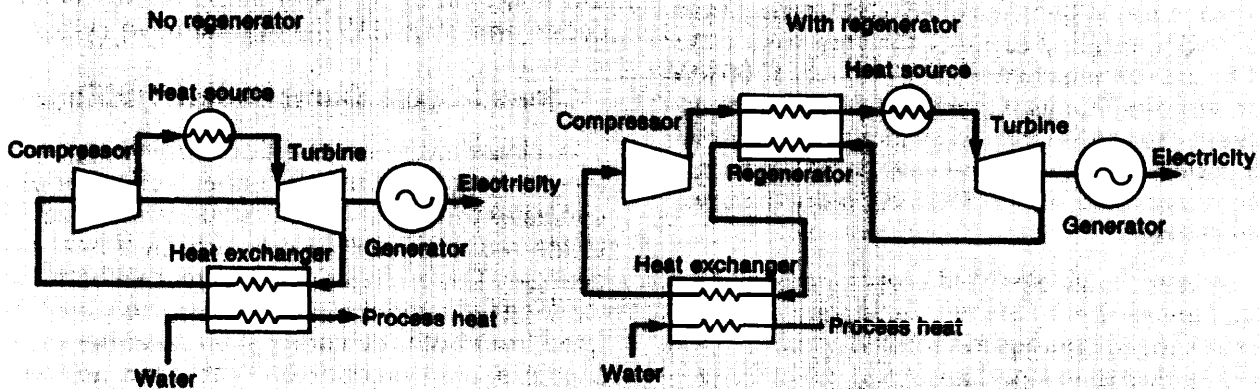 No regenerator
Heat source
Compressor
Turbine
Electricity
Generator
Heat exchanger
Process heat
Water
With regenerator
Heat source
Compressor
Turbine
Regenerator
Electricity
Generator
Heat exchanger
Process heat
Water